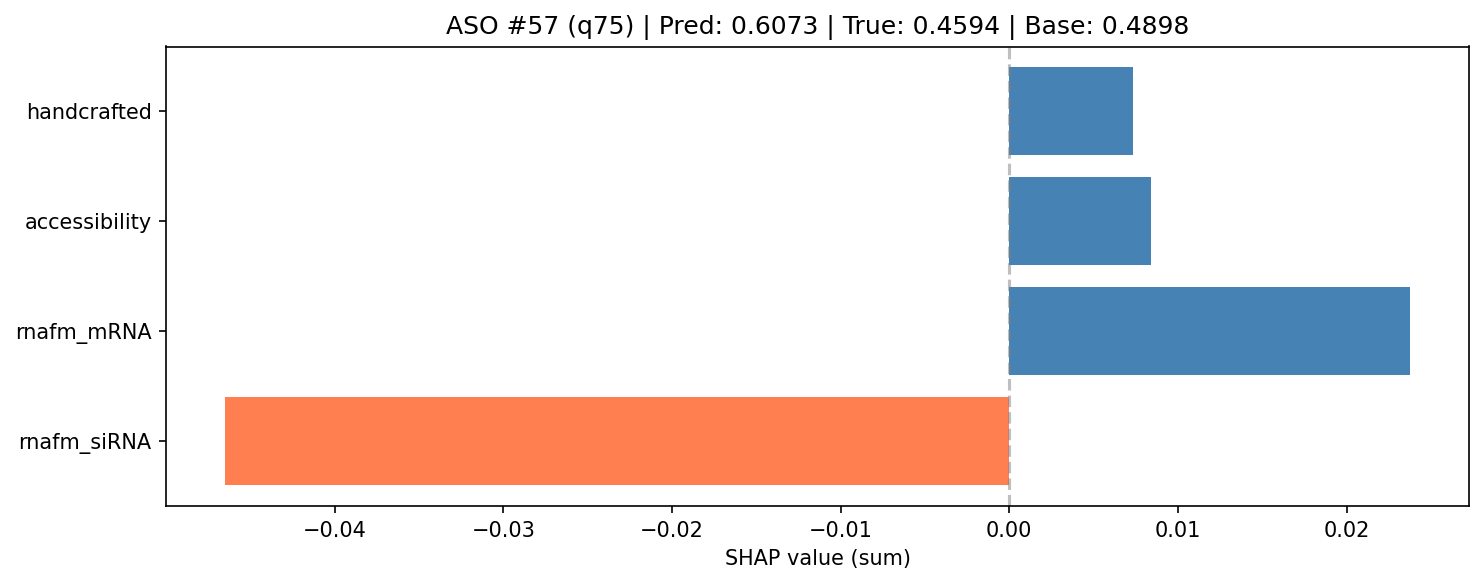 ASO #57 (q75) | Pred: 0.6073 | True: 0.4594 | Base: 0.4898
handcrafted
accessibility
rnafm_mRNA
rnafm_siRNA
−0.04 −0.03 −0.02 −0.01 0.00 0.01 0.02
SHAP value (sum)